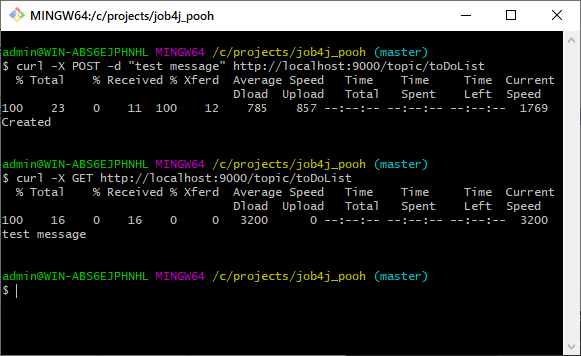 MINGW64:/c/projects/job4j_pooh
admin@WIN-ABS6EJPHNHL MINGW64 /c/projects/job4j_pooh (master)
$ curl -X POST -d "test message" http://localhost:9000/topic/toDoList
  % Total    % Received % Xferd  Average Speed   Time    Time     Time  Current
                                 Dload  Upload   Total   Spent    Left  Speed
100    23    0    11  100    12    785    857 --:--:-- --:--:-- --:--:--  1769
Created
admin@WIN-ABS6EJPHNHL MINGW64 /c/projects/job4j_pooh (master)
$ curl -X GET http://localhost:9000/topic/toDoList
  % Total    % Received % Xferd  Average Speed   Time    Time     Time  Current
                                 Dload  Upload   Total   Spent    Left  Speed
100    16    0    16    0     0   3200      0 --:--:-- --:--:-- --:--:--  3200
test message
admin@WIN-ABS6EJPHNHL MINGW64 /c/projects/job4j_pooh (master)
$